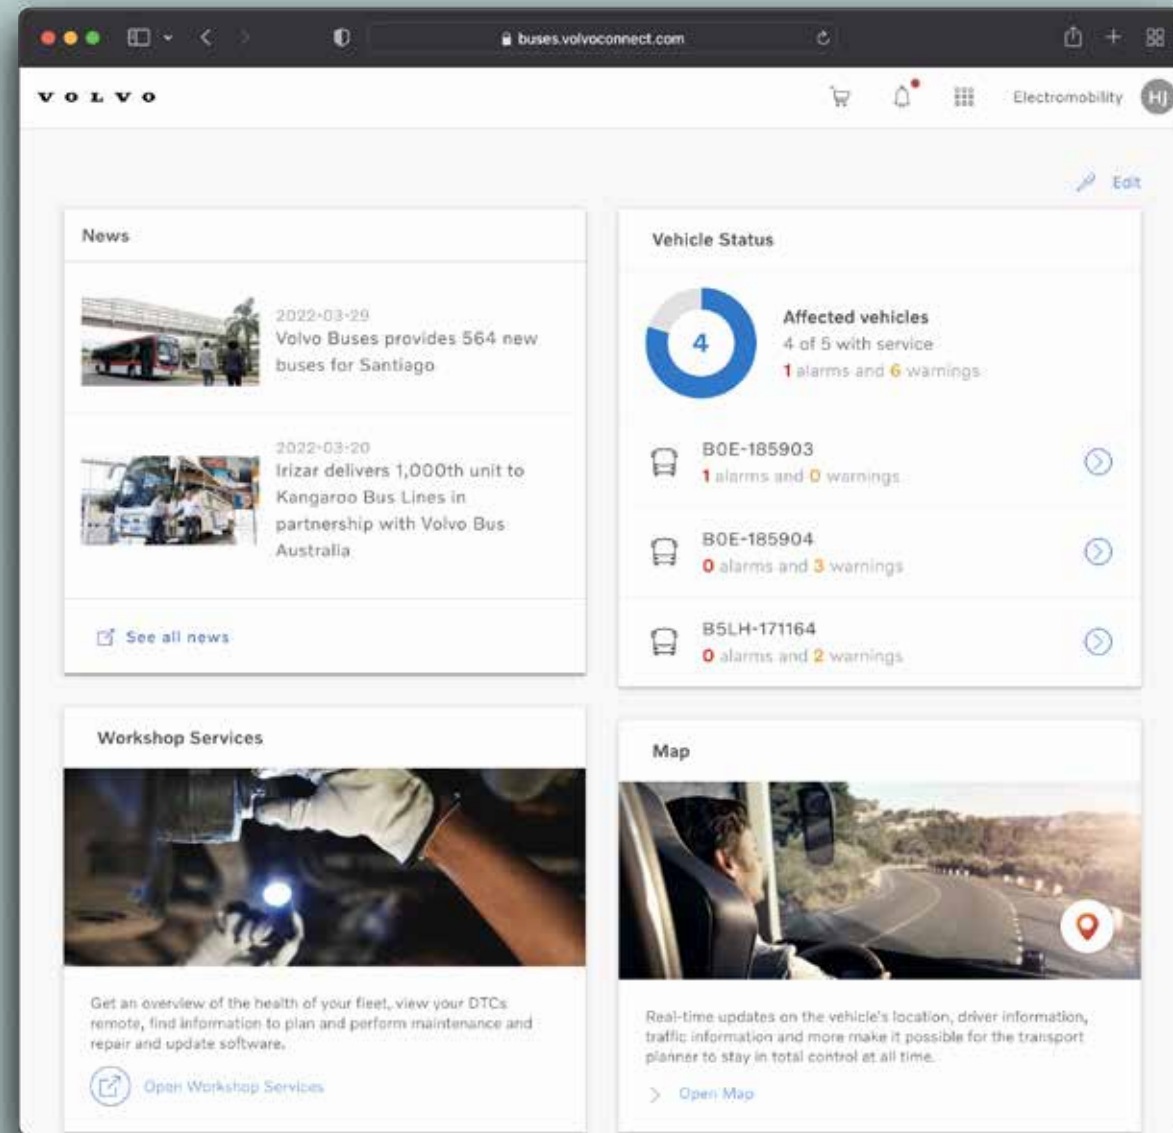 buses.volvoconnect.com
VOLVO
Electromobility
HJ
Edit
News
2022-03-29
Volvo Buses provides 564 new
buses for Santiago
2022-03-20
Irizar delivers 1,000th unit to
Kangaroo Bus Lines in
partnership with Volvo Bus
Australia
See all news
Vehicle Status
4
Affected vehicles
4 of 5 with service
1 alarms and 6 warnings
B0E-185903
1 alarms and 0 warnings
B0E-185904
0 alarms and 3 warnings
B5LH-171164
0 alarms and 2 warnings
Workshop Services
Get an overview of the health of your fleet, view your DTCs
remote, find information to plan and perform maintenance and
repair and update software.
Open Workshop Services
Map
Real-time updates on the vehicle's location, driver information,
traffic information and more make it possible for the transport
planner to stay in total control at all time.
Open Map